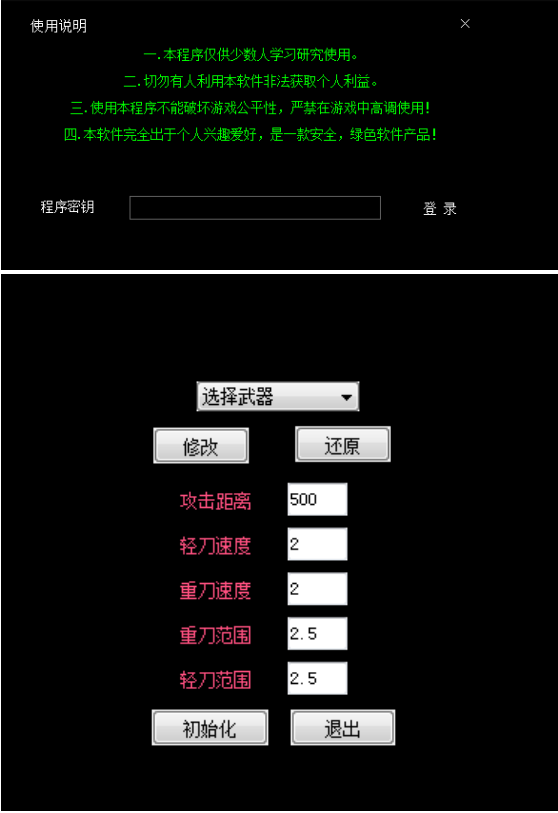 使用说明
×
一.本程序仅供少数人学习研究使用。
二.切勿有人利用本软件非法获取个人利益。
三.使用本程序不能破坏游戏公平性，严禁在游戏中高调使用!
四.本软件完全出于个人兴趣爱好，是一款安全，绿色软件产品!
程序密钥 登 录
选择武器
修改 还原
攻击距离 500
轻刀速度 2
重刀速度 2
重刀范围 2.5
轻刀范围 2.5
初始化 退出